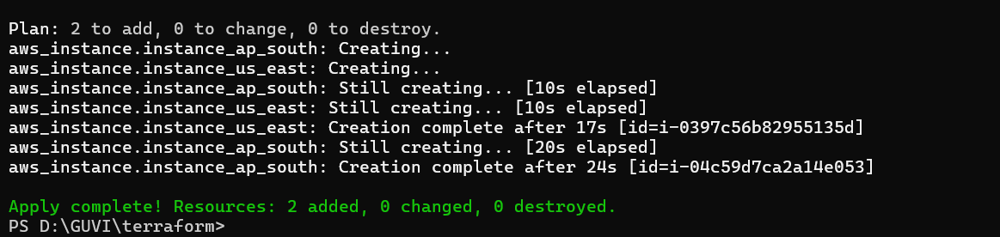 Plan: 2 to add, 0 to change, 0 to destroy.
aws_instance.instance_ap_south: Creating...
aws_instance.instance_us_east: Creating...
aws_instance.instance_ap_south: Still creating... [10s elapsed]
aws_instance.instance_us_east: Still creating... [10s elapsed]
aws_instance.instance_us_east: Creation complete after 17s [id=i-0397c56b82955135d]
aws_instance.instance_ap_south: Still creating... [20s elapsed]
aws_instance.instance_ap_south: Creation complete after 24s [id=i-04c59d7ca2a14e053]
Apply complete! Resources: 2 added, 0 changed, 0 destroyed.
PS D:\GUVI\terraform>